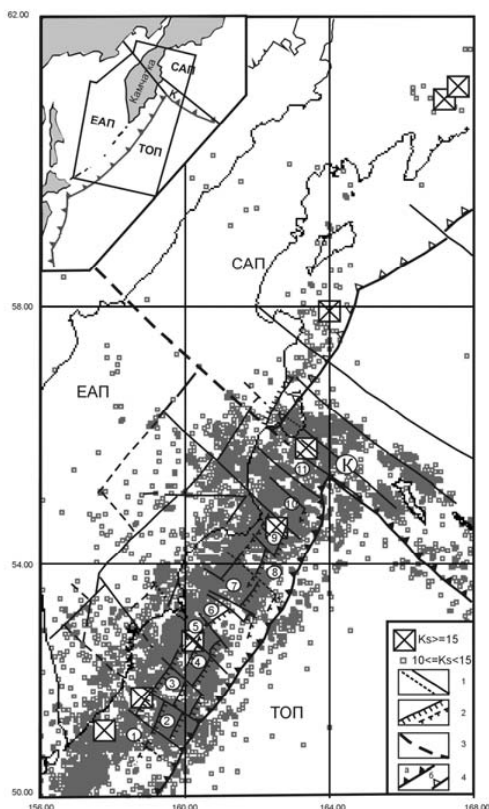 62.00
САП
Камчатка
К
ЕАП
ТОП
САП
58.00
ЕАП
11
К
10
9
54.00
8
7
6
5
4
3
2
1
ТОП
Ks>=15
10<=Ks<15
1
2
3
а
б
4
50.00
156.00
160.00
164.00
168.00